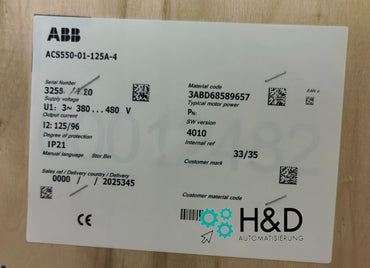 ABB
ACS550-01-125A-4
Serial Number
3258
Supply voltage
U1: 3~ 380...480 V
Output current
I2: 125/96
Degree of protection
IP21
Manual language
Sales ref / Delivery country / Delivery
0000 / / 2025345
CE
Material code
3ABD68589657
Typical motor power
PN:
SW version
4010
Internal ref
33/35
Customer mark
Customer material code
EAN
H&D
AUTOMATISIERUNG